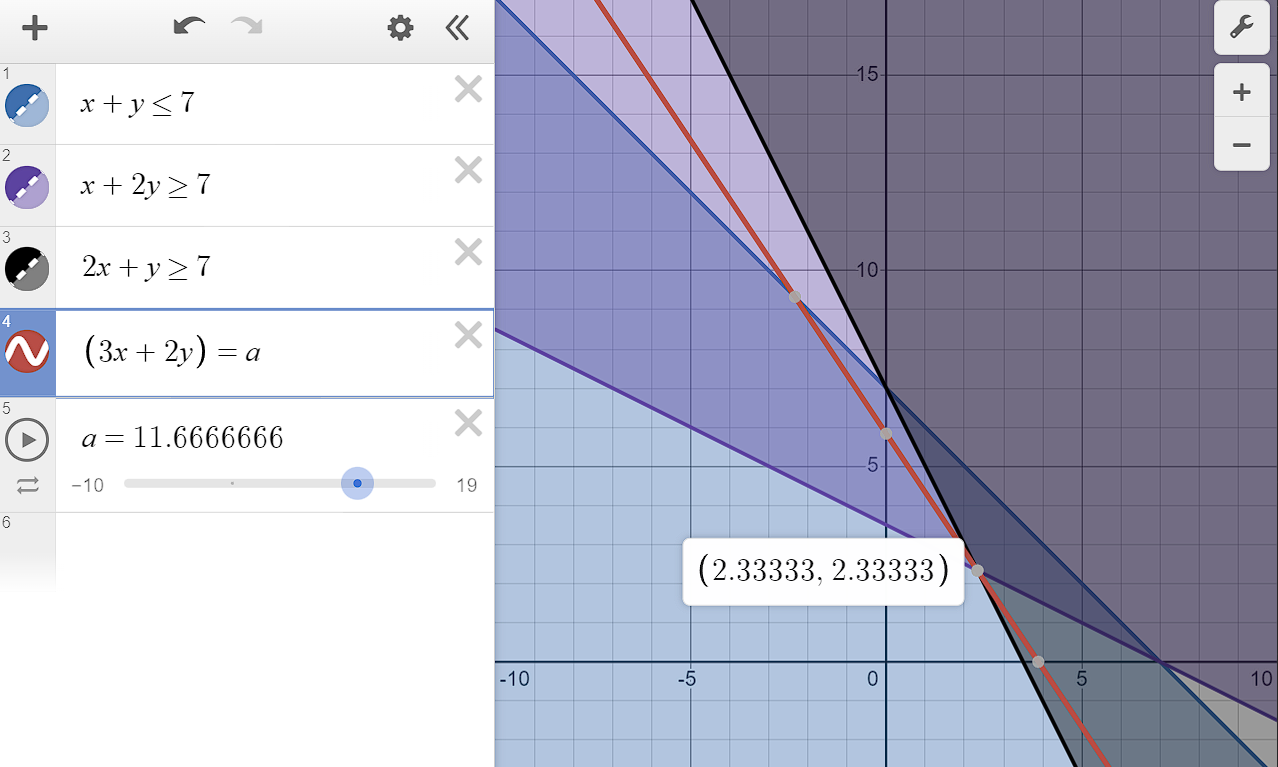 1
x + y ≤ 7
2
x + 2y ≥ 7
3
2x + y ≥ 7
4
(3x + 2y) = a
5
a = 11.6666666
−10 19
6
15
10
5
(2.33333, 2.33333)
-10 -5 0 5 10
+
−